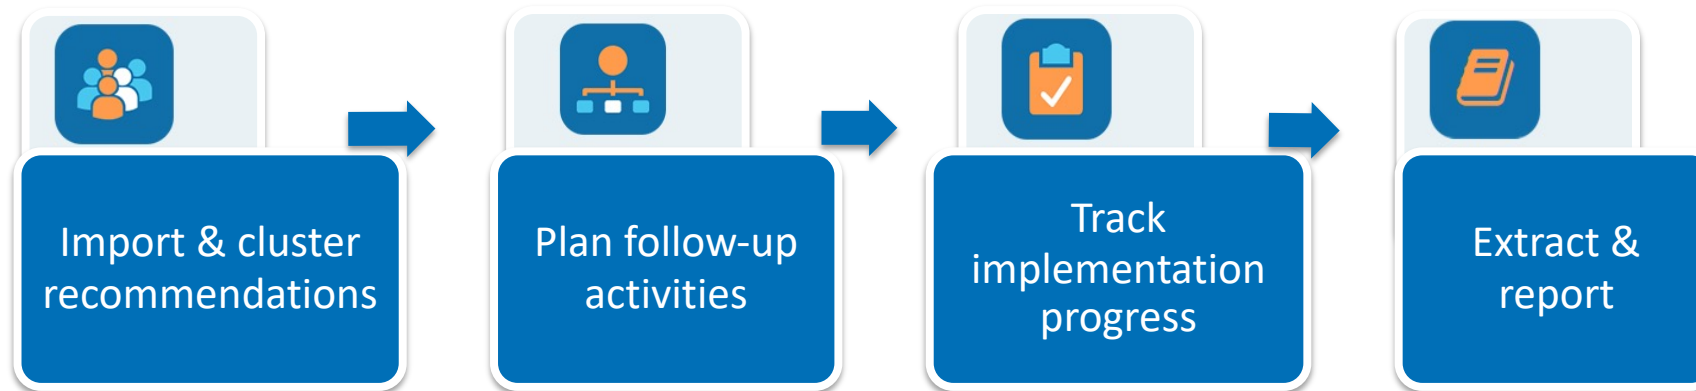 Import & cluster
recommendations
Plan follow-up
activities
Track
implementation
progress
Extract &
report